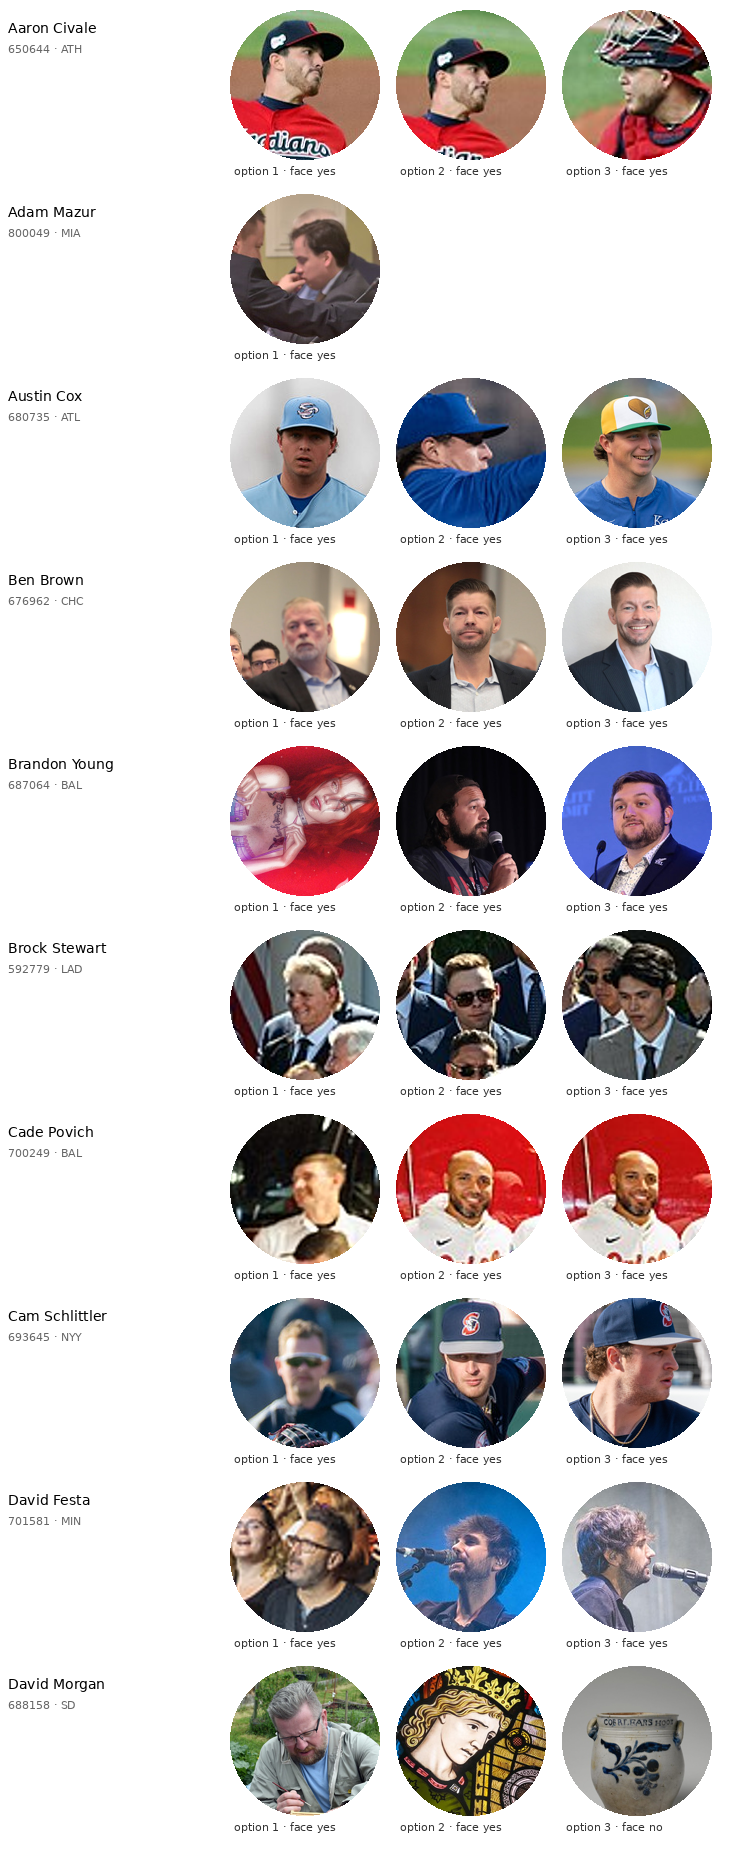 Aaron Civale
650644 · ATH
option 1 · face yes
option 2 · face yes
option 3 · face yes
Adam Mazur
800049 · MIA
option 1 · face yes
Austin Cox
680735 · ATL
option 1 · face yes
option 2 · face yes
option 3 · face yes
Ben Brown
676962 · CHC
option 1 · face yes
option 2 · face yes
option 3 · face yes
Brandon Young
687064 · BAL
option 1 · face yes
option 2 · face yes
option 3 · face yes
Brock Stewart
592779 · LAD
option 1 · face yes
option 2 · face yes
option 3 · face yes
Cade Povich
700249 · BAL
option 1 · face yes
option 2 · face yes
option 3 · face yes
Cam Schlittler
693645 · NYY
S
option 1 · face yes
option 2 · face yes
option 3 · face yes
David Festa
701581 · MIN
option 1 · face yes
option 2 · face yes
option 3 · face yes
David Morgan
688158 · SD
option 1 · face yes
option 2 · face yes
option 3 · face no